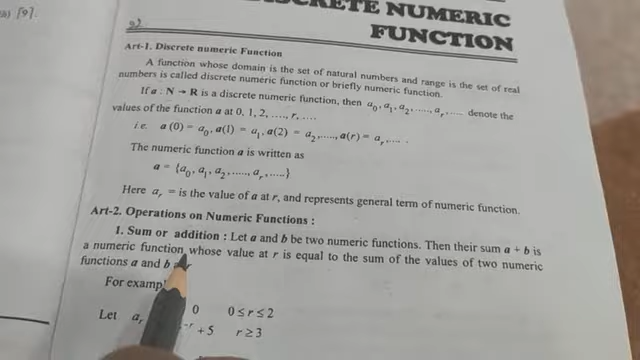 (h) [9].
DISCRETE NUMERIC
FUNCTION
Art-1. Discrete numeric Function
A function whose domain is the set of natural numbers and range is the set of real
numbers is called discrete numeric function or briefly numeric function.
If a : N → R is a discrete numeric function, then a₀, a₁, a₂, ....., aᵣ, ..... denote the
values of the function a at 0, 1, 2, ...., r, ....
i.e. a (0) = a₀, a(1) = a₁, a(2) = a₂,....., a(r) = aᵣ,.... .
The numeric function a is written as
a = {a₀, a₁, a₂, ....., aᵣ, .....}
Here aᵣ = is the value of a at r, and represents general term of numeric function.
Art-2. Operations on Numeric Functions :
1. Sum or addition : Let a and b be two numeric functions. Then their sum a + b is
a numeric function whose value at r is equal to the sum of the values of two numeric
functions a and b
For
Let aᵣ 0 0 ≤ r ≤ 2
⁻ʳ + 5 r ≥ 3